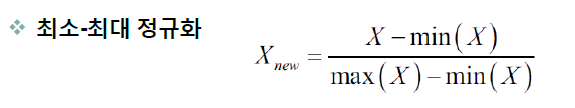 ❖ 최소-최대 정규화
X_new = (X − min(X)) / (max(X) − min(X))